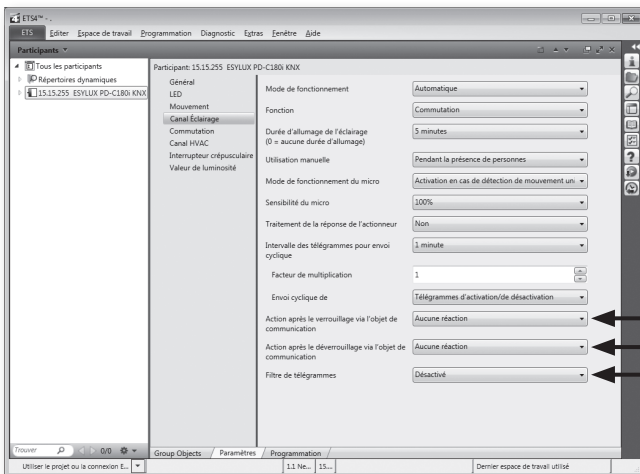 ETS4™ - .
ETS Editer Espace de travail Programmation Diagnostic Extras Fenêtre Aide
Participants
Tous les participants
Répertoires dynamiques
15.15.255 ESYLUX PD-C180i KNX
Participant: 15.15.255 ESYLUX PD-C180i KNX
Général
LED
Mouvement
Canal Éclairage
Commutation
Canal HVAC
Interrupteur crépusculaire
Valeur de luminosité
Mode de fonctionnement Automatique
Fonction Commutation
Durée d'allumage de l'éclairage 5 minutes
(0 = aucune durée d'allumage)
Utilisation manuelle Pendant la présence de personnes
Mode de fonctionnement du micro Activation en cas de détection de mouvement uni
Sensibilité du micro 100%
Traitement de la réponse de l'actionneur Non
Intervalle des télégrammes pour envoi 1 minute
cyclique
Facteur de multiplication 1
Envoi cyclique de Télégrammes d'activation/de désactivation
Action après le verrouillage via l'objet de Aucune réaction
communication
Action après le déverrouillage via l'objet de Aucune réaction
communication
Filtre de télégrammes Désactivé
Trouver 0/0
Group Objects Paramètres Programmation
Utiliser le projet ou la connexion E... 1.1 Ne... 15.... Dernier espace de travail utilisé